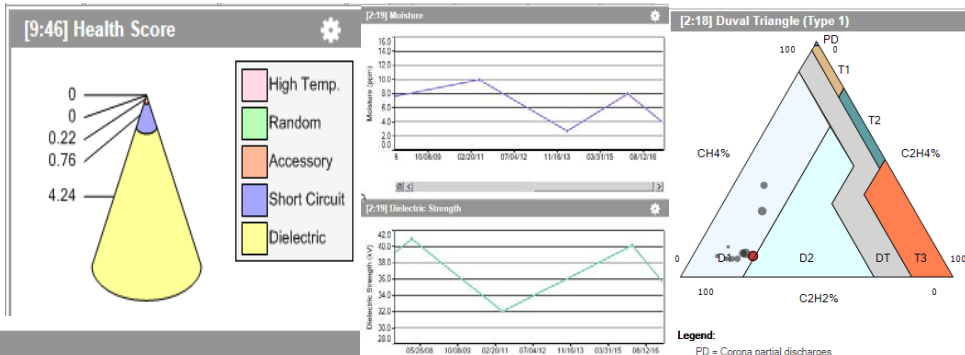 [9:46] Health Score
0
0
0.22
0.76
4.24
High Temp.
Random
Accessory
Short Circuit
Dielectric
[2:19] Moisture
Moisture (ppm)
16.0
14.0
12.0
10.0
8.0
6.0
4.0
2.0
0.0
10/08/09
02/20/11
07/04/12
11/16/13
03/31/15
08/12/16
[2:19] Dielectric Strength
Dielectric Strength (kV)
42.0
40.0
38.0
36.0
34.0
32.0
30.0
28.0
05/26/08
10/08/09
02/20/11
07/04/12
11/16/13
03/31/15
08/12/16
[2:18] Duval Triangle (Type 1)
PD
100
0
T1
T2
CH4%
C2H4%
0
D1
D2
DT
T3
100
100
0
C2H2%
Legend:
PD = Corona partial discharges